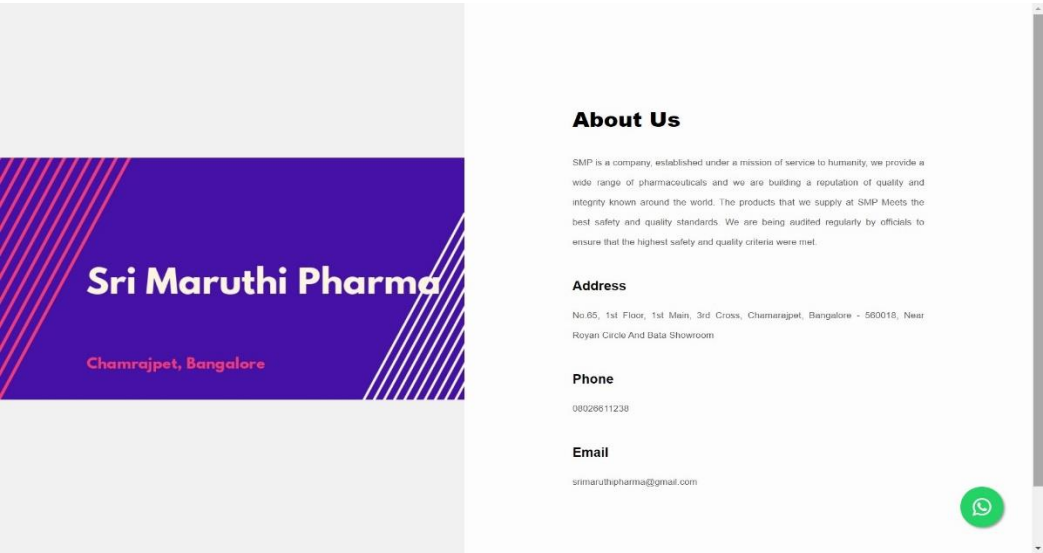 Sri Maruthi Pharma
Chamrajpet, Bangalore
About Us
SMP is a company, established under a mission of service to humanity, we provide a
wide range of pharmaceuticals and we are building a reputation of quality and
integrity known around the world. The products that we supply at SMP Meets the
best safety and quality standards. We are being audited regularly by officials to
ensure that the highest safety and quality criteria were met.
Address
No.65, 1st Floor, 1st Main, 3rd Cross, Chamarajpet, Bangalore - 560018, Near
Royan Circle And Bata Showroom
Phone
08026611238
Email
srimaruthipharma@gmail.com